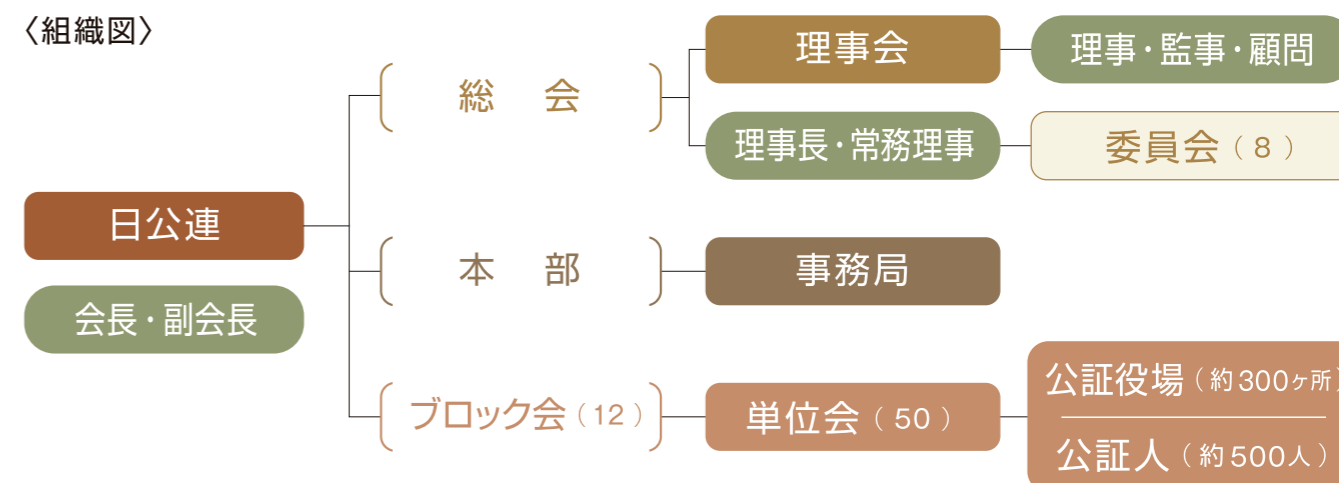 〈組織図〉
理事会
理事・監事・顧問
総 会
理事長・常務理事
委員会（8）
日公連
本 部
事務局
会長・副会長
ブロック会（12）
単位会（50）
公証役場（約300ヶ所）
公証人（約500人）